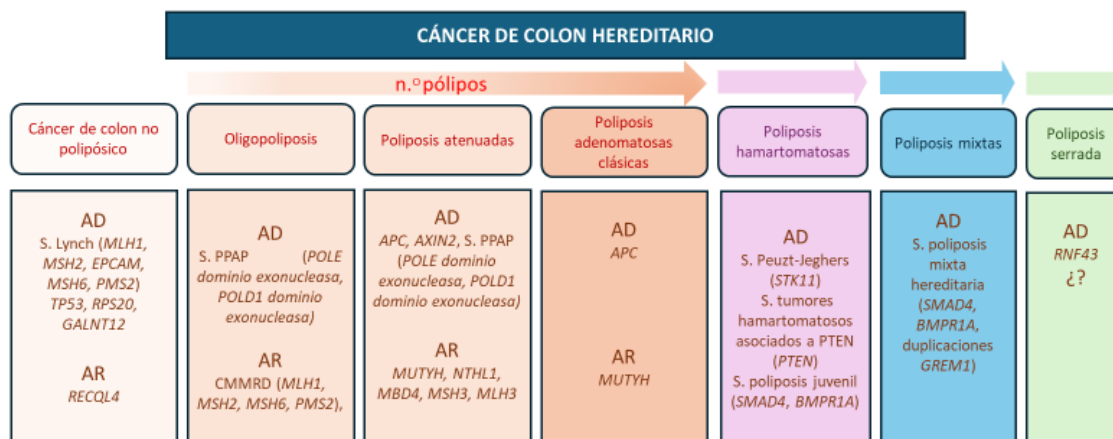 CÁNCER DE COLON HEREDITARIO
n.º pólipos
Cáncer de colon no
polipósico
Oligopoliposis
Poliposis atenuadas
Poliposis
adenomatosas
clásicas
Poliposis
hamartomatosas
Poliposis mixtas
Poliposis
serrada
AD
S. Lynch (MLH1,
MSH2, EPCAM,
MSH6, PMS2)
TP53, RPS20,
GALNT12
AR
RECQL4
AD
S. PPAP (POLE
dominio exonucleasa,
POLD1 dominio
exonucleasa)
AR
CMMRD (MLH1,
MSH2, MSH6, PMS2),
AD
APC, AXIN2, S. PPAP
(POLE dominio
exonucleasa, POLD1
dominio exonucleasa)
AR
MUTYH, NTHL1,
MBD4, MSH3, MLH3
AD
APC
AR
MUTYH
AD
S. Peuzt-Jeghers
(STK11)
S. tumores
hamartomatosos
asociados a PTEN
(PTEN)
S. poliposis juvenil
(SMAD4, BMPR1A)
AD
S. poliposis
mixta
hereditaria
(SMAD4,
BMPR1A,
duplicaciones
GREM1)
AD
RNF43
¿?